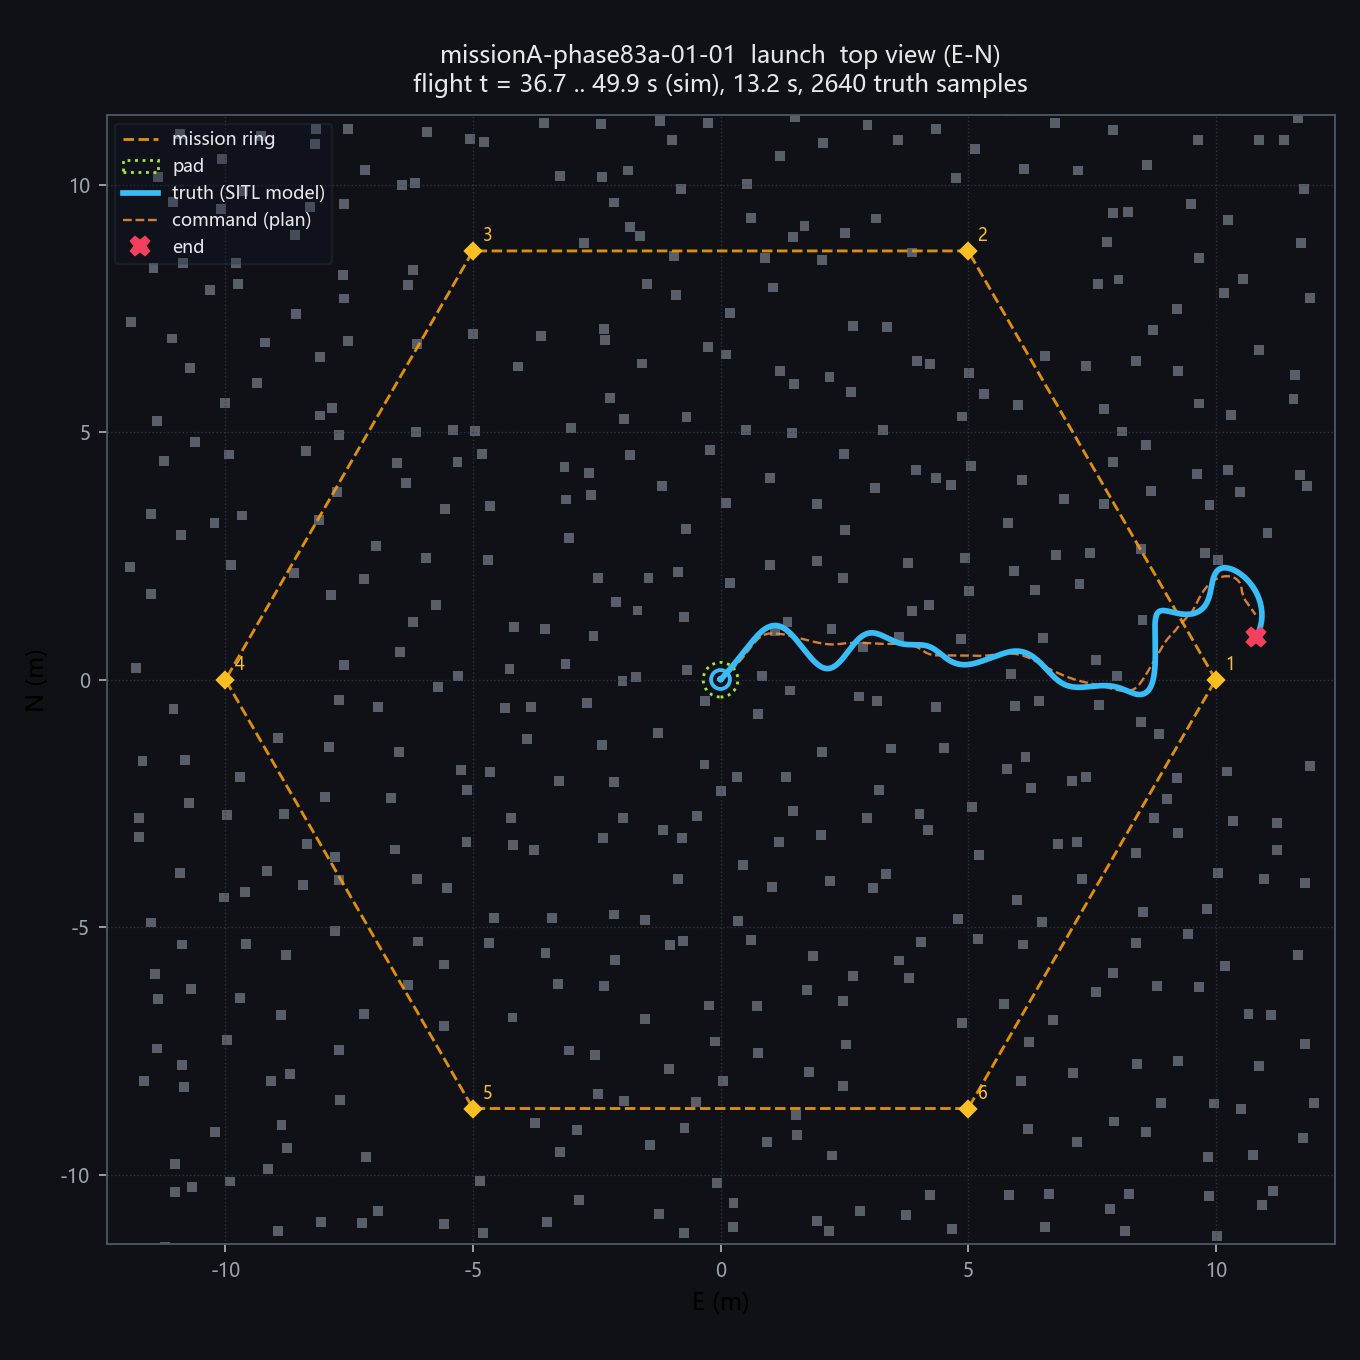 missionA-phase83a-01-01  launch  top view (E-N)
flight t = 36.7 .. 49.9 s (sim), 13.2 s, 2640 truth samples
mission ring
pad
truth (SITL model)
command (plan)
end
10
5
0
-5
-10
N (m)
3
2
4
1
5
6
-10
-5
0
5
10
E (m)